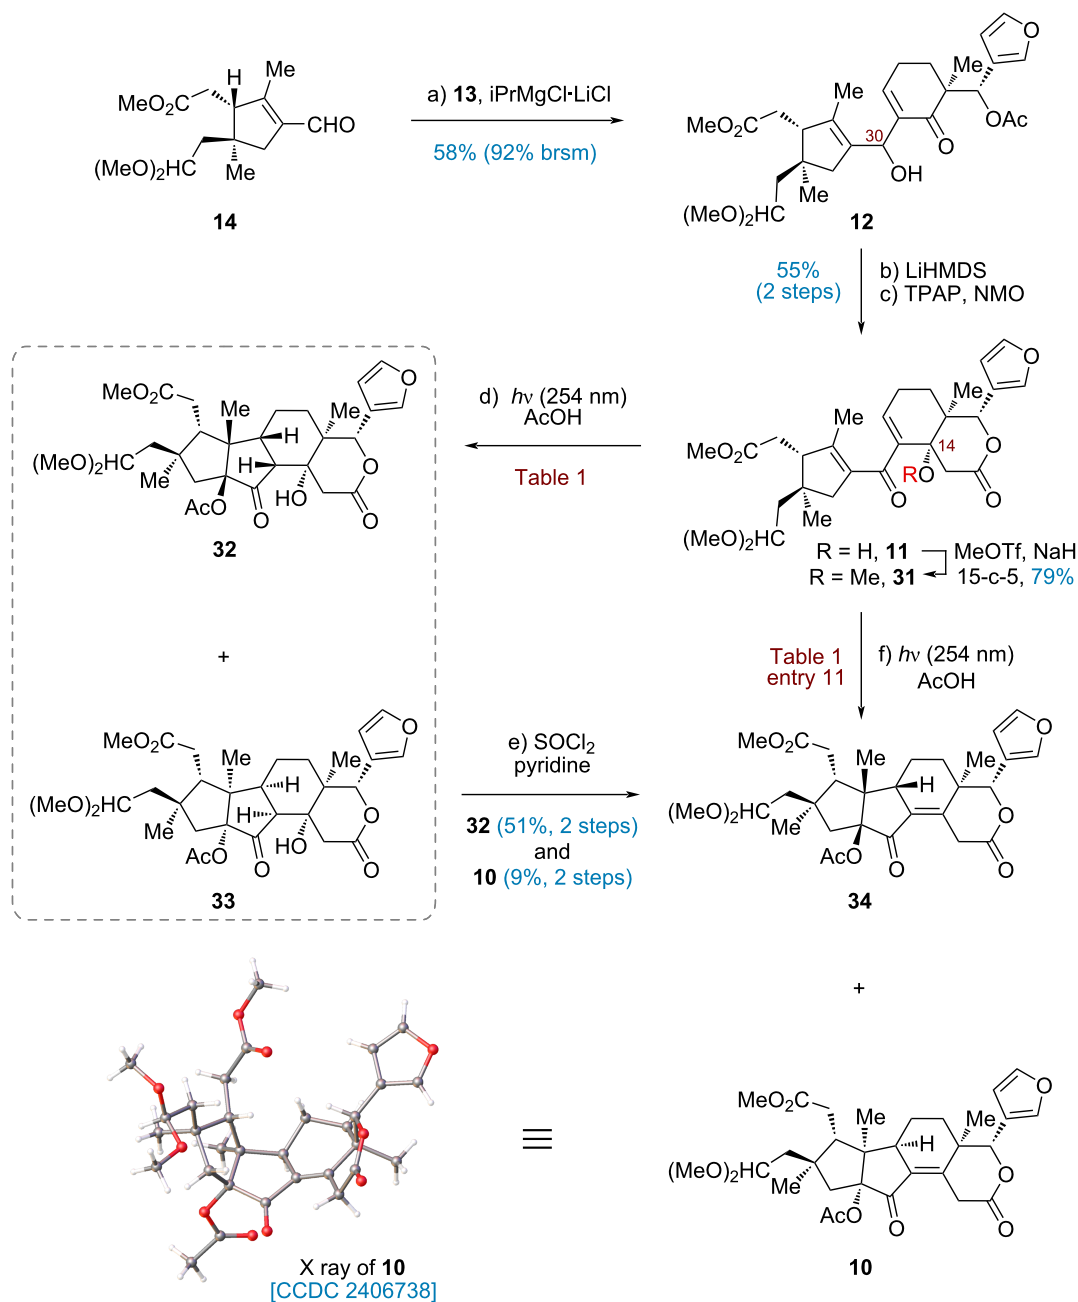 H
Me
MeO₂C
CHO
(MeO)₂HC
Me
14
a) 13, iPrMgCl·LiCl
58% (92% brsm)
O
Me
Me
MeO₂C
30
OAc
O
OH
Me
(MeO)₂HC
12
55%
(2 steps)
b) LiHMDS
c) TPAP, NMO
O
Me
Me
MeO₂C
14
O
RO
O
O
Me
(MeO)₂HC
R = H, 11
MeOTf, NaH
R = Me, 31
15-c-5, 79%
d) hν (254 nm)
AcOH
Table 1
O
MeO₂C
Me
Me
H
(MeO)₂HC
H
O
Me
AcO
O
HO
O
32
+
Table 1
entry 11
f) hν (254 nm)
AcOH
O
MeO₂C
Me
Me
H
(MeO)₂HC
H
O
Me
AcO
O
HO
O
33
e) SOCl₂
pyridine
32 (51%, 2 steps)
and
10 (9%, 2 steps)
O
MeO₂C
Me
Me
H
(MeO)₂HC
O
Me
AcO
O
O
34
+
O
MeO₂C
Me
Me
H
(MeO)₂HC
O
Me
AcO
O
O
10
≡
X ray of 10
[CCDC 2406738]